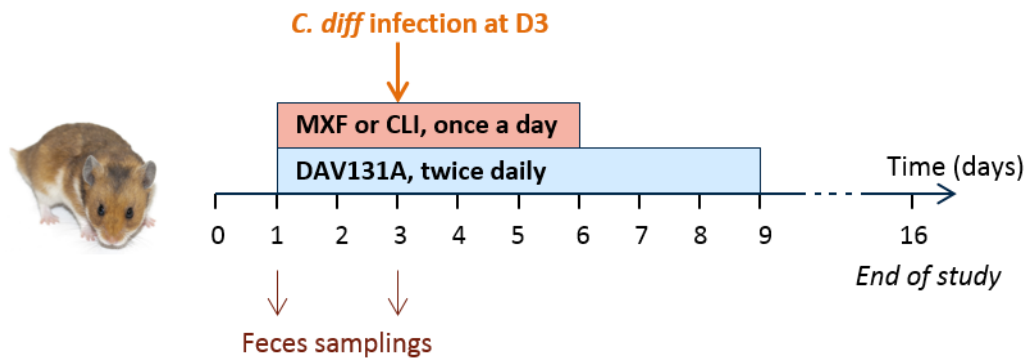 C. diff infection at D3
MXF or CLI, once a day
DAV131A, twice daily
Time (days)
0 1 2 3 4 5 6 7 8 9 16
End of study
Feces samplings